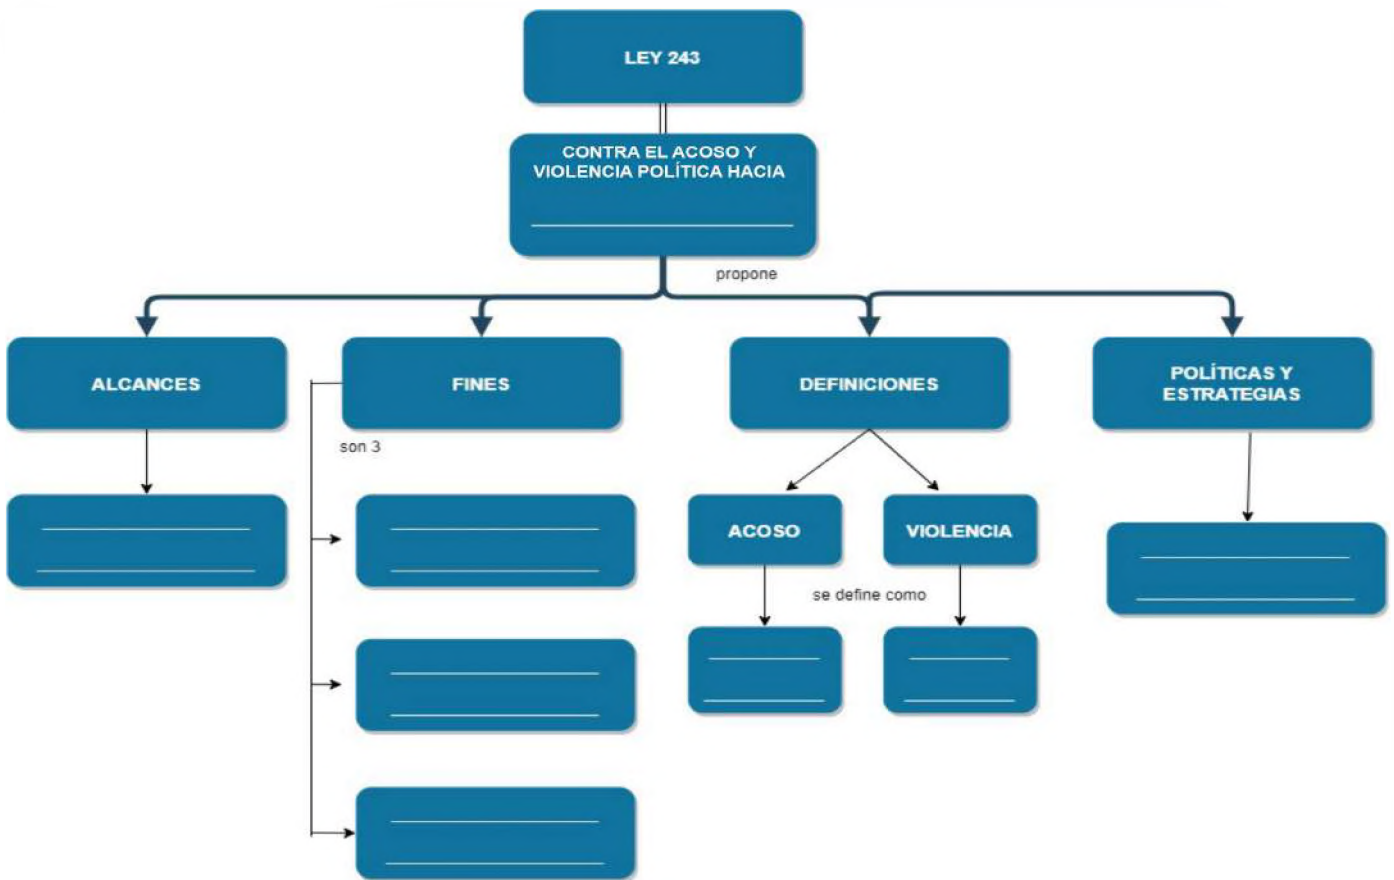 LEY 243
CONTRA EL ACOSO Y
VIOLENCIA POLÍTICA HACIA
propone
ALCANCES
FINES
DEFINICIONES
POLÍTICAS Y
ESTRATEGIAS
son 3
ACOSO
VIOLENCIA
se define como